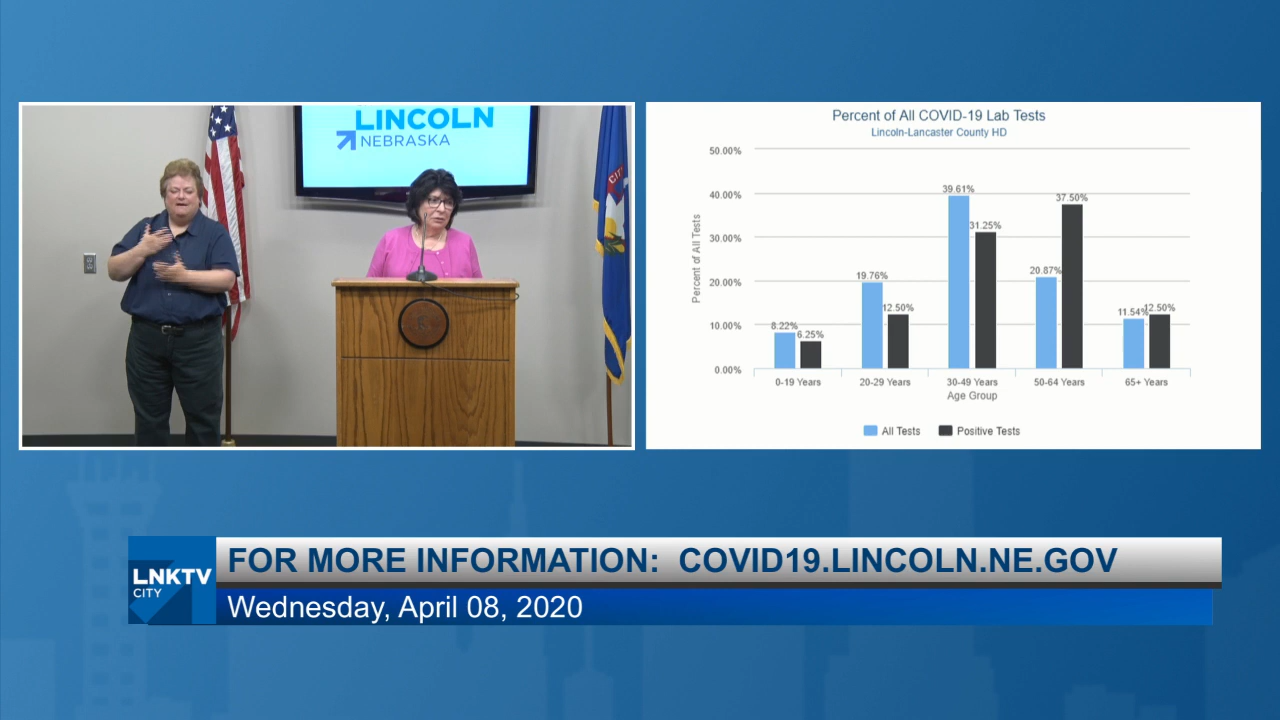 LINCOLN
NEBRASKA
Percent of All COVID-19 Lab Tests
Lincoln-Lancaster County HD
Percent of All Tests
50.00%
40.00%
30.00%
20.00%
10.00%
0.00%
8.22%
6.25%
19.76%
12.50%
39.61%
31.25%
20.87%
37.50%
11.54%
12.50%
0-19 Years
20-29 Years
30-49 Years
50-64 Years
65+ Years
Age Group
All Tests
Positive Tests
LNKTV
CITY
FOR MORE INFORMATION: COVID19.LINCOLN.NE.GOV
Wednesday, April 08, 2020